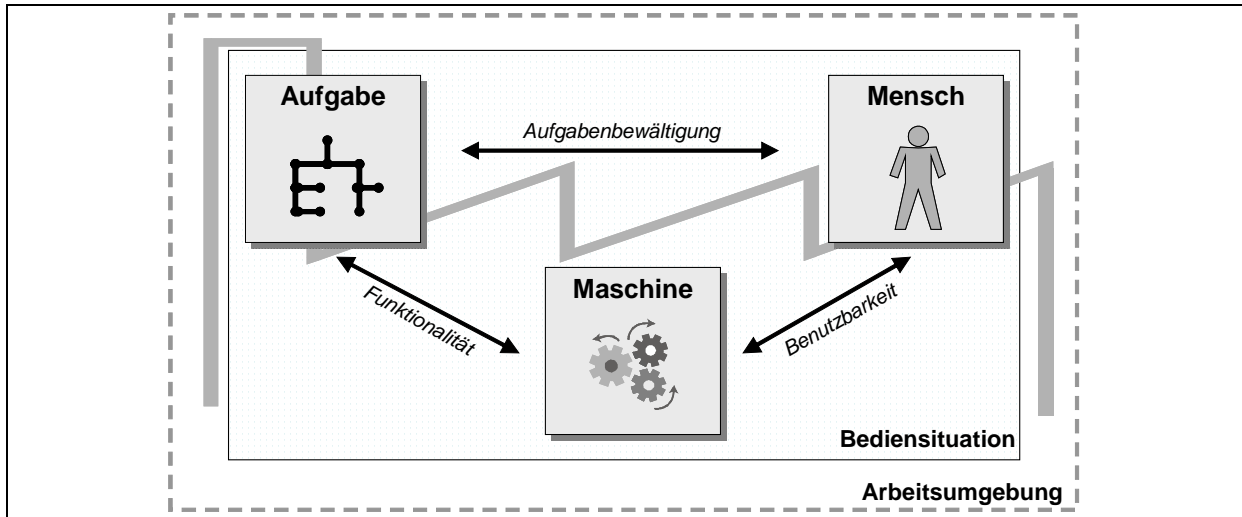 Aufgabe
Mensch
Aufgabenbewältigung
Maschine
Funktionalität
Benutzbarkeit
Bediensituation
Arbeitsumgebung